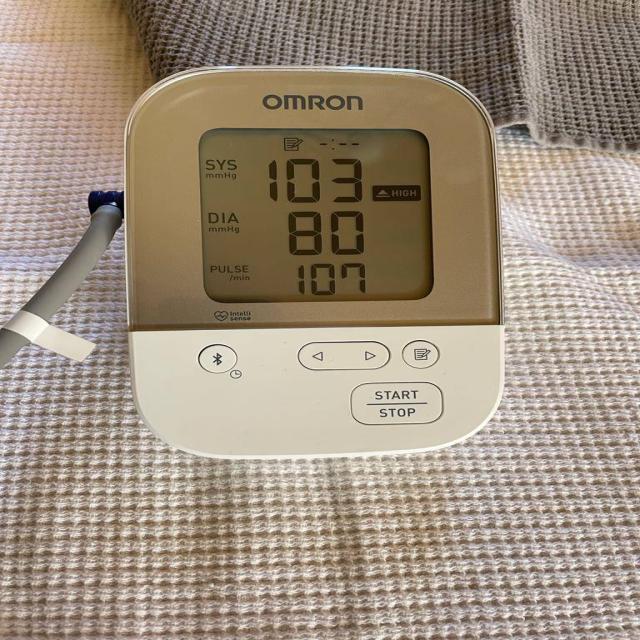 OMRON
-:--
SYS
mmHg
103
HIGH
DIA
mmHg
80
PULSE
/min
107
Intelli
sense
START
STOP